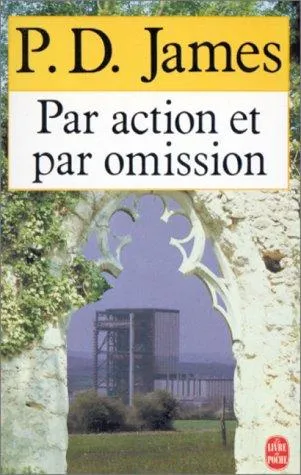 P. D. James
Par action et
par omission
LE LIVRE
DE
POCHE